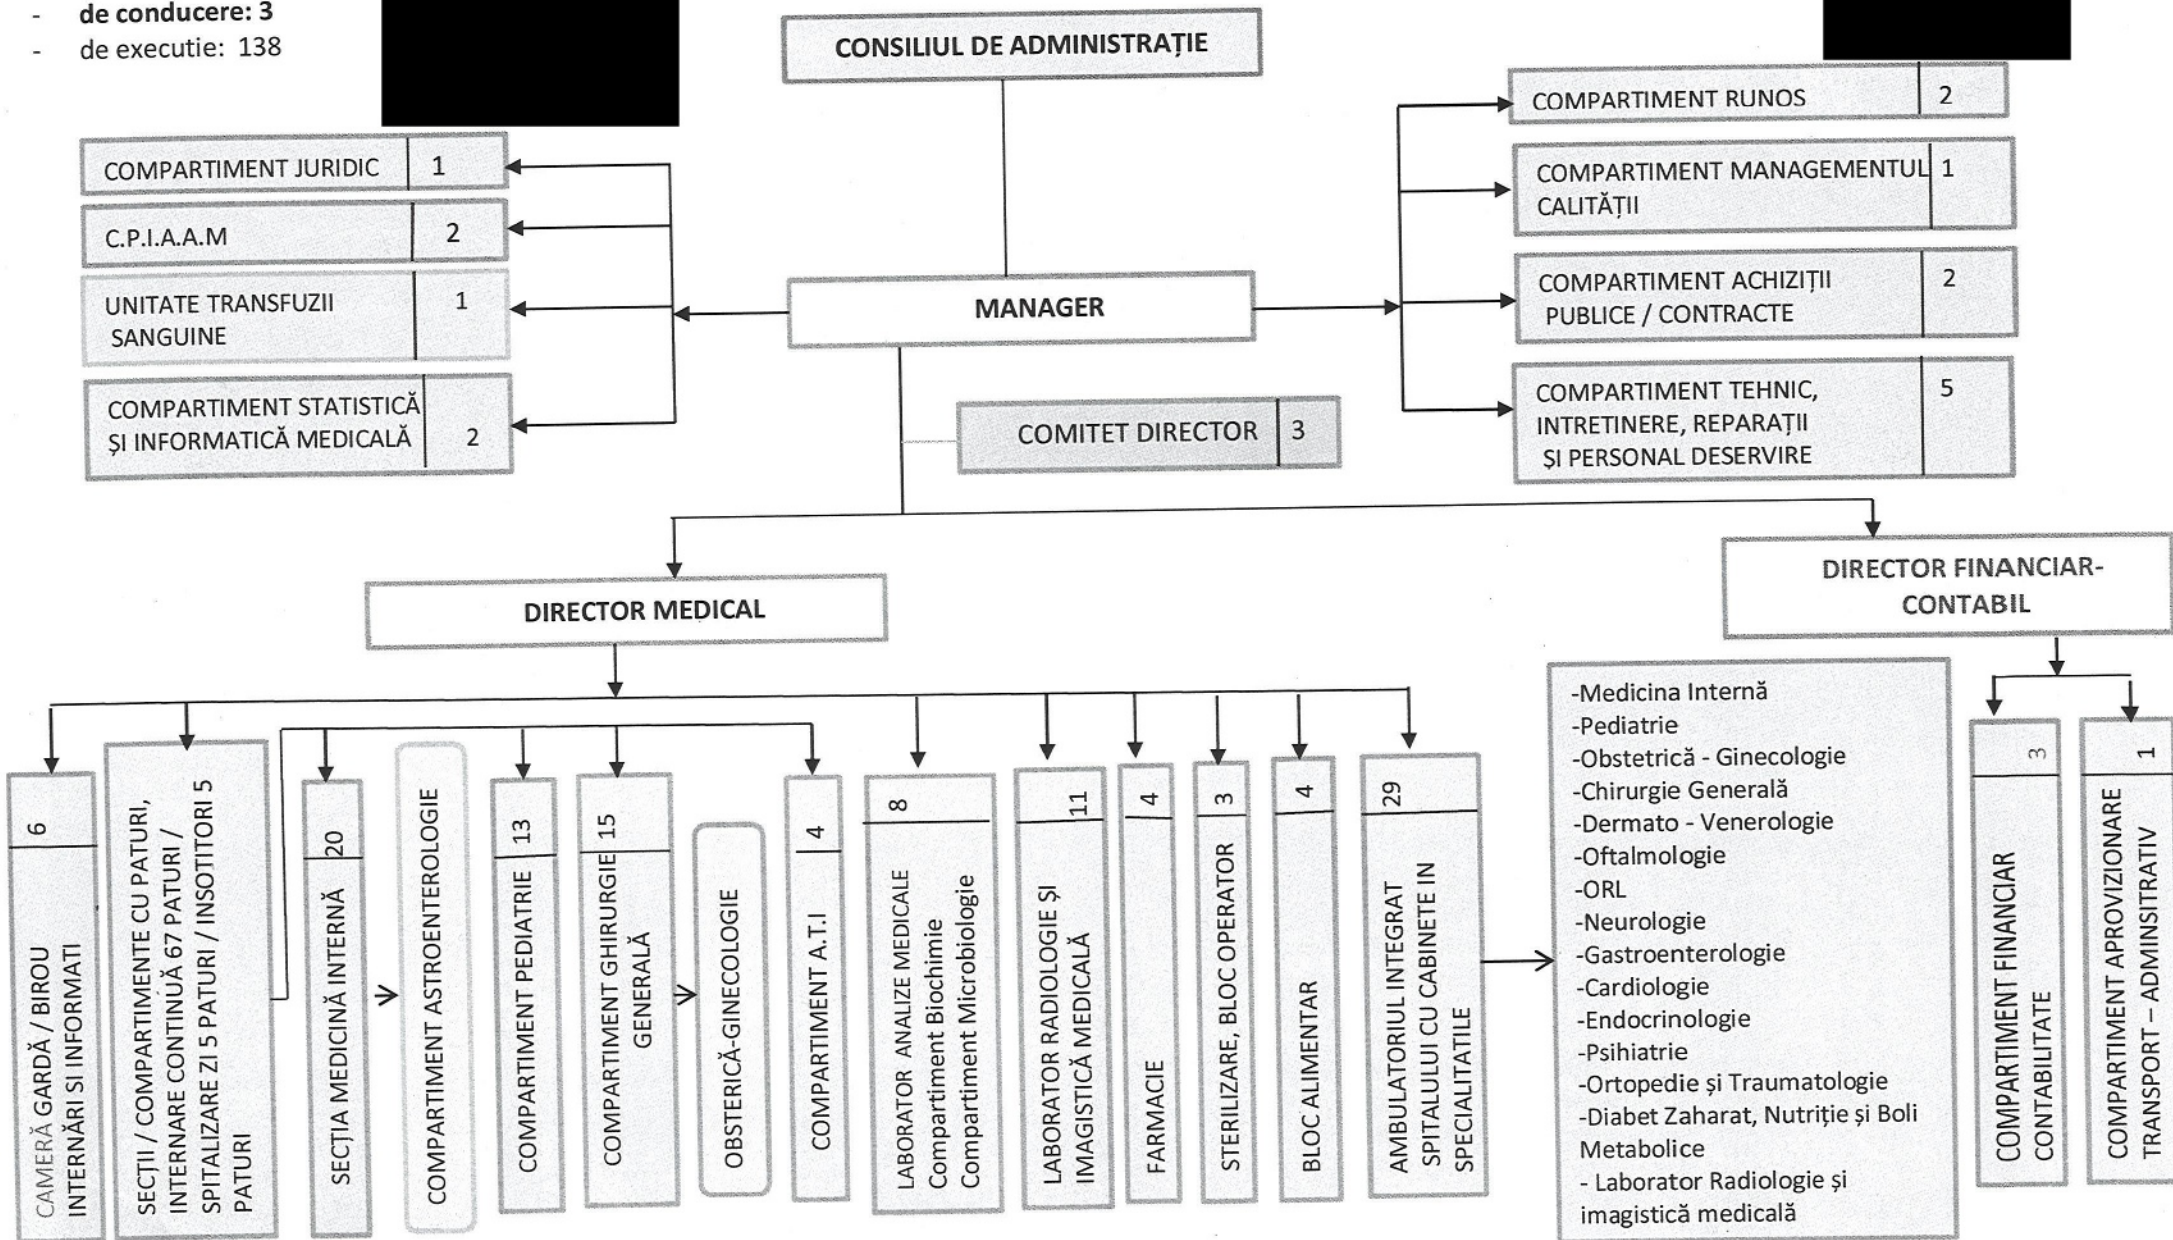 - de conducere: 3
- de executie: 138
CONSILIUL DE ADMINISTRAȚIE
COMPARTIMENT JURIDIC 1
C.P.I.A.A.M 2
UNITATE TRANSFUZII 1
SANGUINE
COMPARTIMENT STATISTICĂ
ȘI INFORMATICĂ MEDICALĂ 2
MANAGER
COMPARTIMENT RUNOS 2
COMPARTIMENT MANAGEMENTUL 1
CALITĂȚII
COMPARTIMENT ACHIZIȚII 2
PUBLICE / CONTRACTE
COMPARTIMENT TEHNIC, 5
INTRETINERE, REPARAȚII
ȘI PERSONAL DESERVIRE
COMITET DIRECTOR 3
DIRECTOR MEDICAL
DIRECTOR FINANCIAR-
CONTABIL
6
CAMERĂ GARDĂ / BIROU
INTERNĂRI SI INFORMATI
SECȚII / COMPARTIMENTE CU PATURI,
INTERNARE CONTINUĂ 67 PATURI /
SPITALIZARE ZI 5 PATURI / INSOTITORI 5
PATURI
20
SECȚIA MEDICINĂ INTERNĂ
COMPARTIMENT ASTROENTEROLOGIE
13
COMPARTIMENT PEDIATRIE
15
COMPARTIMENT GHIRURGIE
GENERALĂ
OBSTERICĂ-GINECOLOGIE
4
COMPARTIMENT A.T.I
8
LABORATOR ANALIZE MEDICALE
Compartiment Biochimie
Compartiment Microbiologie
11
LABORATOR RADIOLOGIE ȘI
IMAGISTICĂ MEDICALĂ
4
FARMACIE
3
STERILIZARE, BLOC OPERATOR
4
BLOC ALIMENTAR
29
AMBULATORIUL INTEGRAT
SPITALULUI CU CABINETE IN
SPECIALITATILE
-Medicina Internă
-Pediatrie
-Obstetrică - Ginecologie
-Chirurgie Generală
-Dermato - Venerologie
-Oftalmologie
-ORL
-Neurologie
-Gastroenterologie
-Cardiologie
-Endocrinologie
-Psihiatrie
-Ortopedie și Traumatologie
-Diabet Zaharat, Nutriție și Boli
Metabolice
- Laborator Radiologie și
imagistică medicală
3
COMPARTIMENT FINANCIAR
CONTABILITATE
1
COMPARTIMENT APROVIZIONARE
TRANSPORT – ADMINSITRATIV